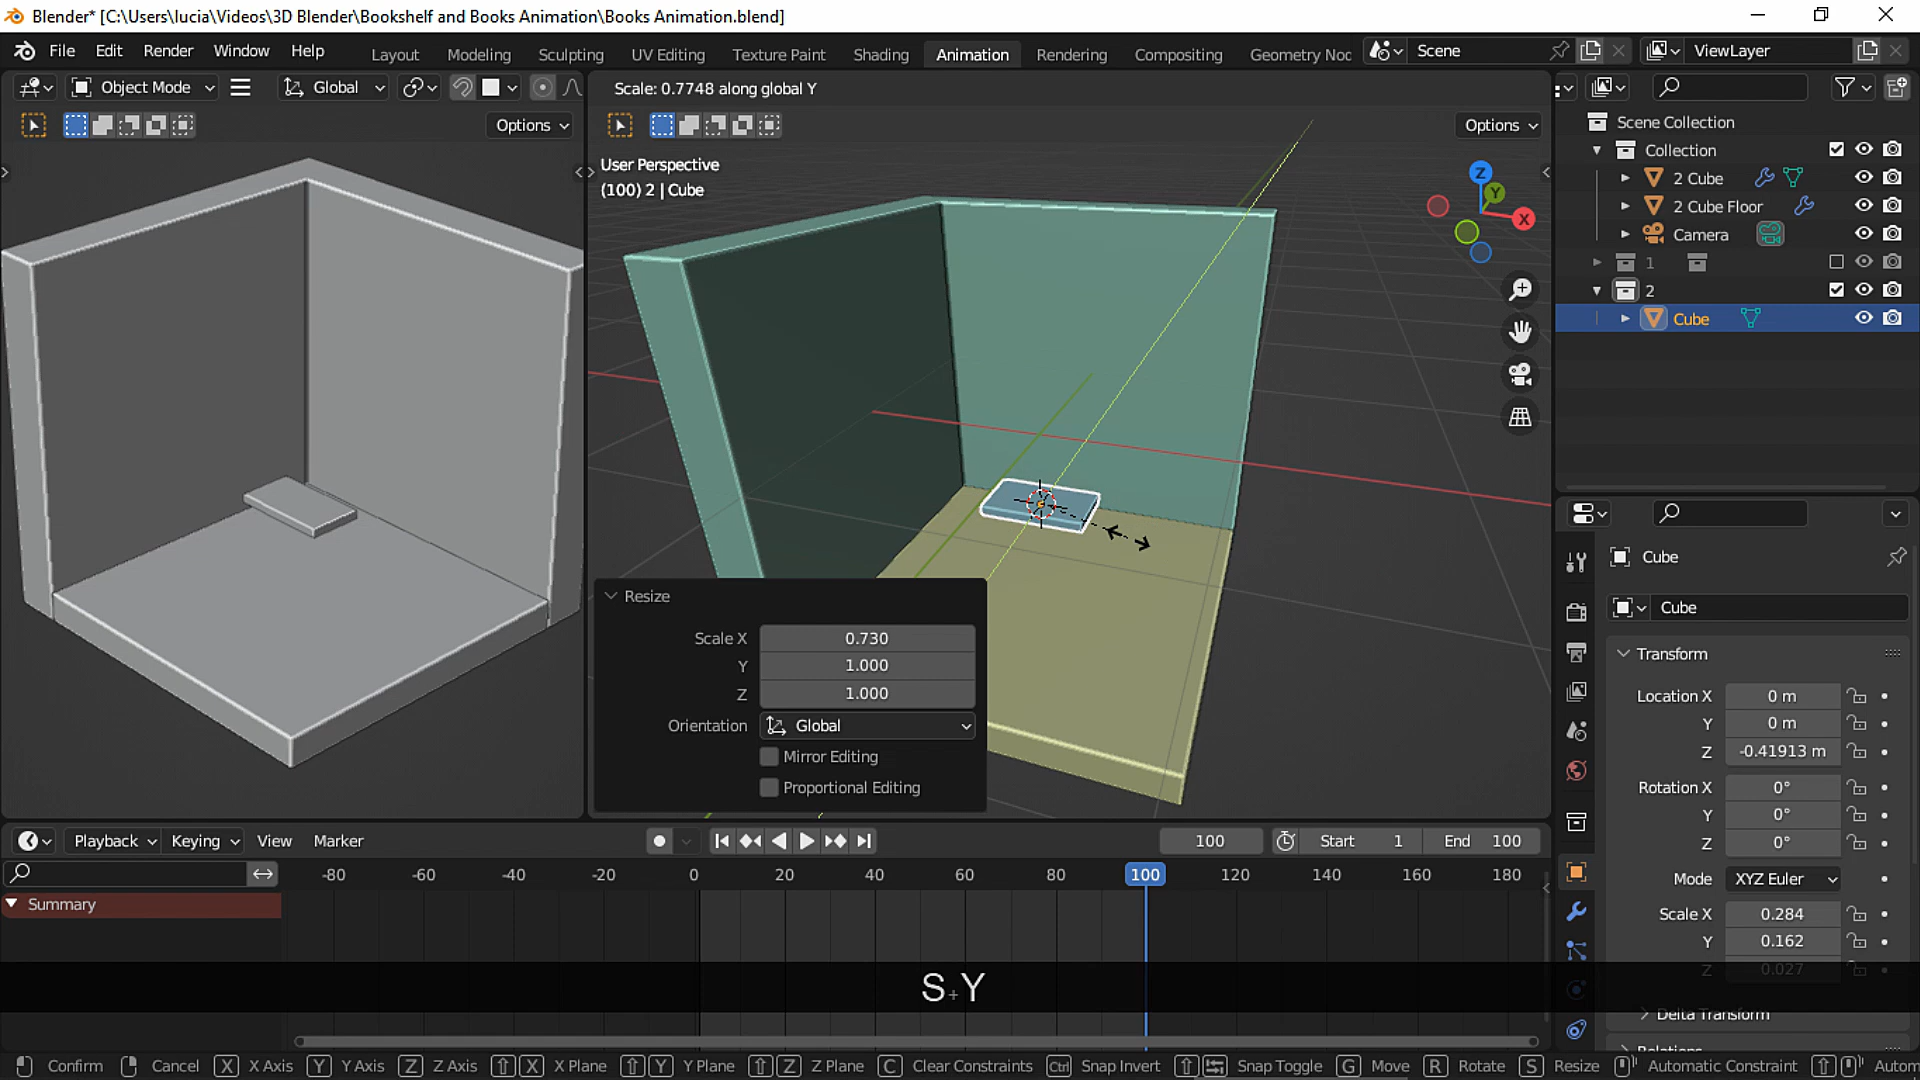 Blender* [C:\Users\lucia\Videos\3D Blender\Bookshelf and Books Animation\Books Animation.blend]
File Edit Render Window Help Layout Modeling Sculpting UV Editing Texture Paint Shading Animation Rendering Compositing Geometry Noc Scene ViewLayer
Object Mode Global Scale: 0.7748 along global Y
Options Options
User Perspective
(100) 2 | Cube
Z
Y
X
Scene Collection
Collection
2 Cube
2 Cube Floor
Camera
1
2
Cube
Resize
Scale X 0.730
Y 1.000
Z 1.000
Orientation Global
Mirror Editing
Proportional Editing
Cube
Cube
Transform
Location X 0 m
Y 0 m
Z -0.41913 m
Rotation X 0°
Y 0°
Z 0°
Mode XYZ Euler
Scale X 0.284
Y 0.162
Z 0.027
Delta Transform
Relations
Playback Keying View Marker 100 Start 1 End 100
-80 -60 -40 -20 0 20 40 60 80 100 120 140 160 180
Summary
S+Y
Confirm Cancel X X Axis Y Y Axis Z Z Axis X X Plane Y Y Plane Z Z Plane C Clear Constraints Ctrl Snap Invert Snap Toggle G Move R Rotate S Resize Automatic Constraint Autom